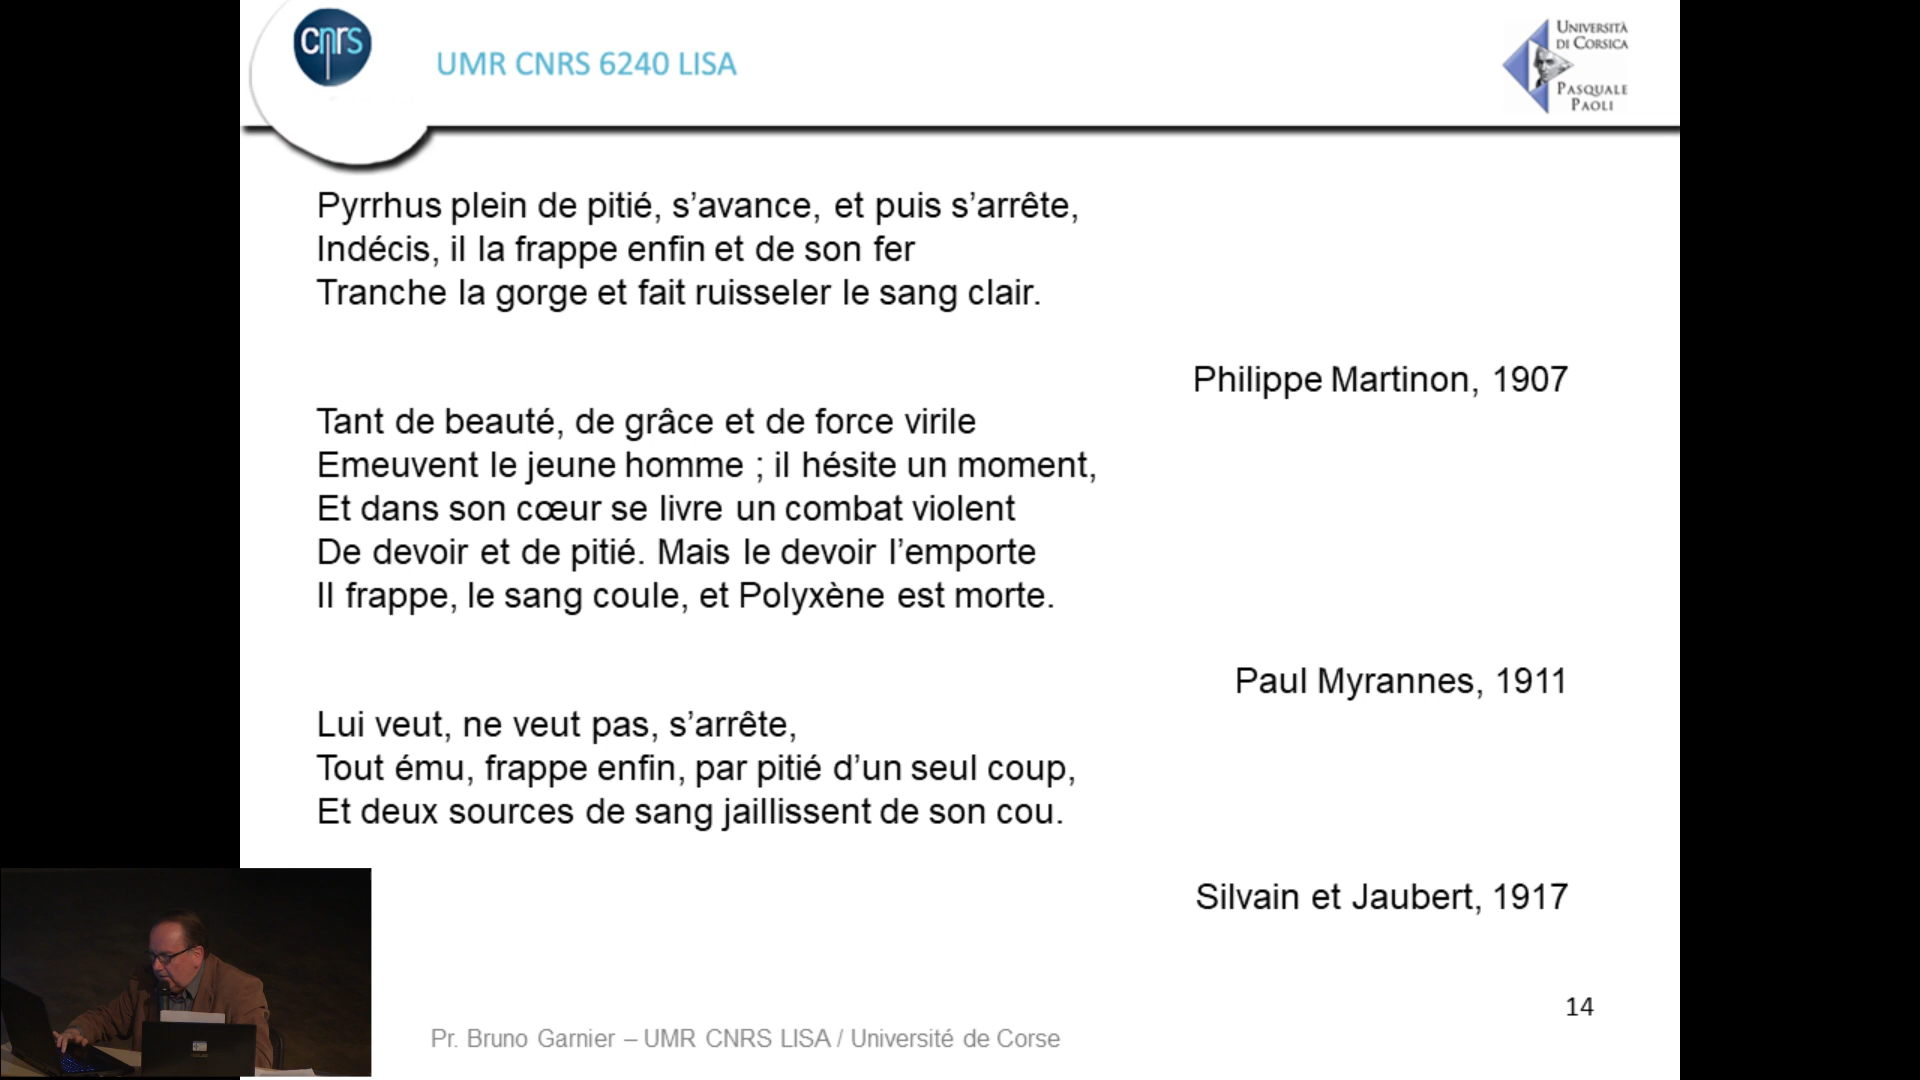 cnrs
UMR CNRS 6240 LISA
UNIVERSITÀ
DI CORSICA
PASQUALE
PAOLI
Pyrrhus plein de pitié, s’avance, et puis s’arrête,
Indécis, il la frappe enfin et de son fer
Tranche la gorge et fait ruisseler le sang clair.
Philippe Martinon, 1907
Tant de beauté, de grâce et de force virile
Emeuvent le jeune homme ; il hésite un moment,
Et dans son cœur se livre un combat violent
De devoir et de pitié. Mais le devoir l’emporte
Il frappe, le sang coule, et Polyxène est morte.
Paul Myrannes, 1911
Lui veut, ne veut pas, s’arrête,
Tout ému, frappe enfin, par pitié d’un seul coup,
Et deux sources de sang jaillissent de son cou.
Silvain et Jaubert, 1917
14
Pr. Bruno Garnier – UMR CNRS LISA / Université de Corse